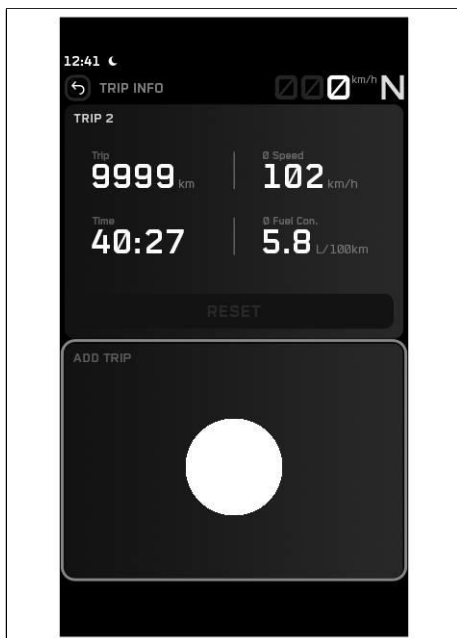 12:41
TRIP INFO 000 km/h N
TRIP 2
Trip Ø Speed
9999 km 102 km/h
Time Ø Fuel Con.
40:27 5.8 L/100km
RESET
ADD TRIP